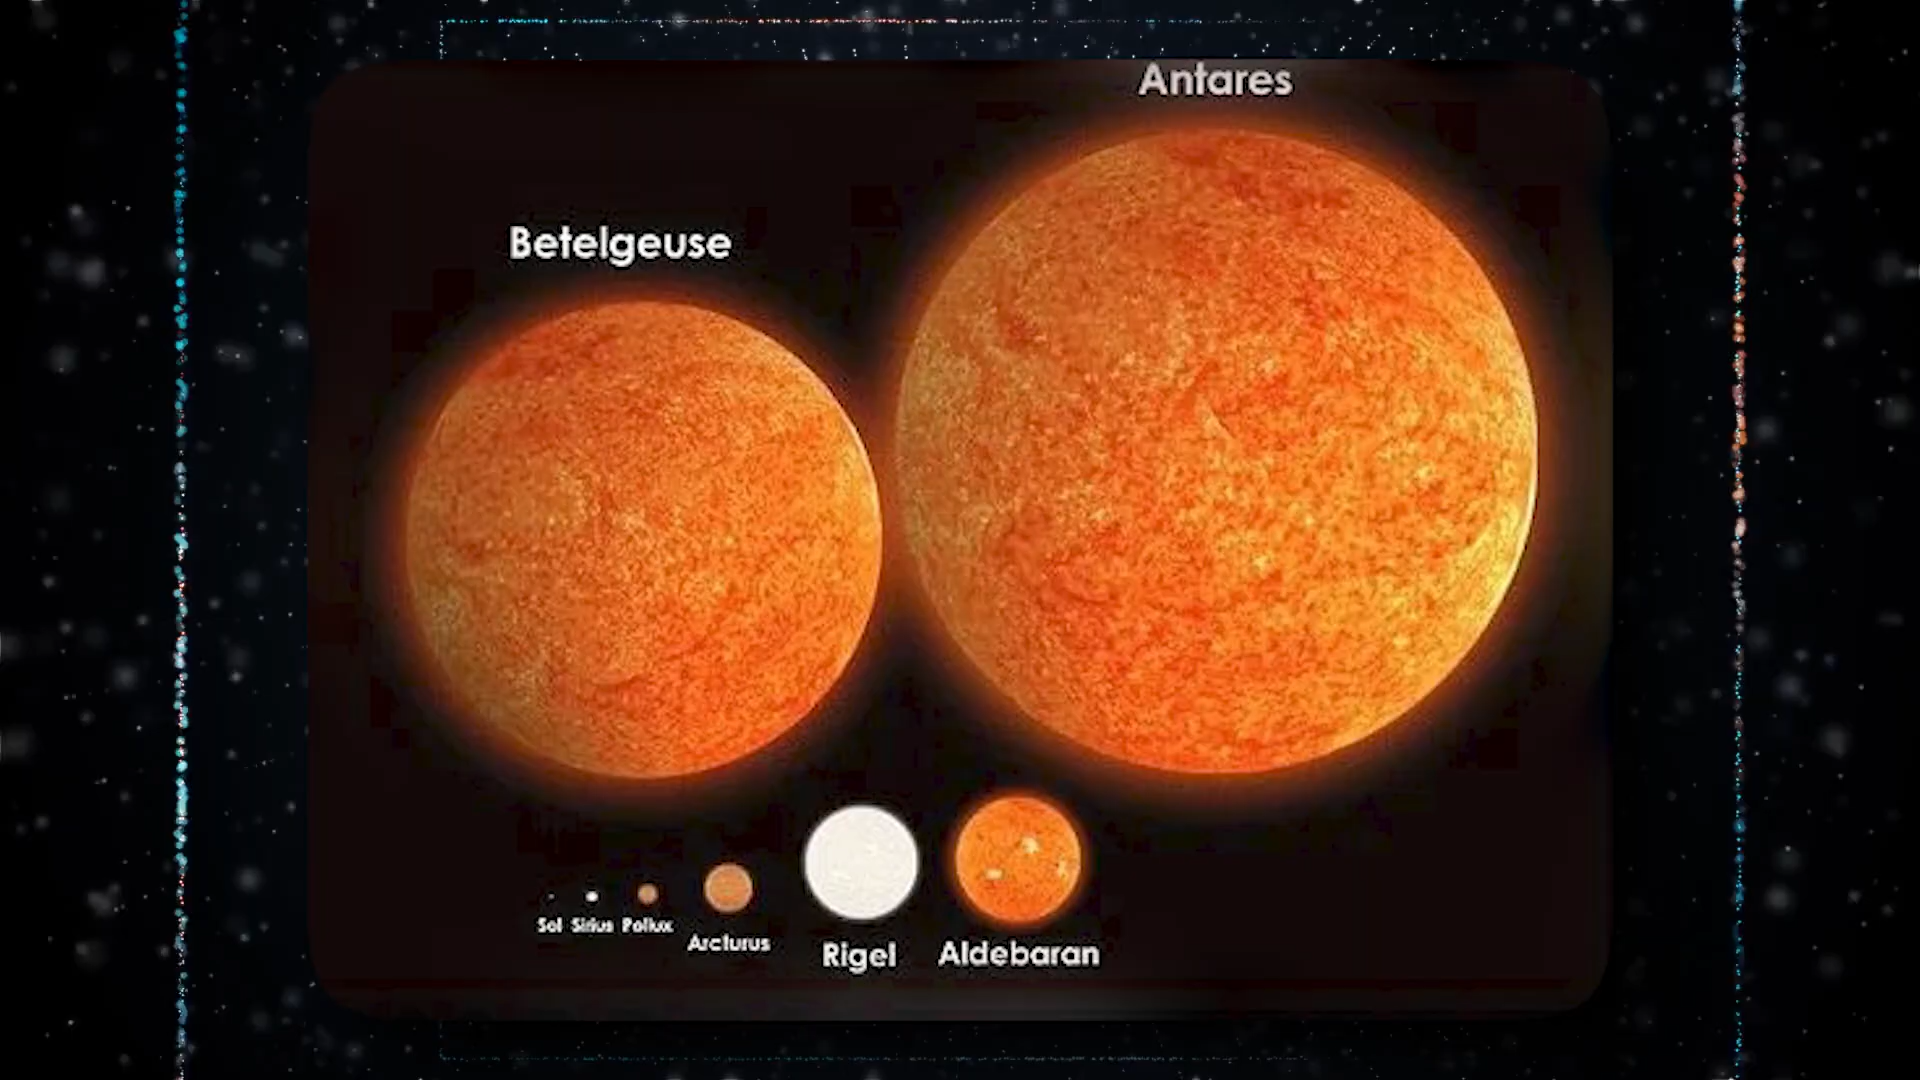 Antares
Betelgeuse
Sol Sirius Pollux
Arcturus
Rigel
Aldebaran